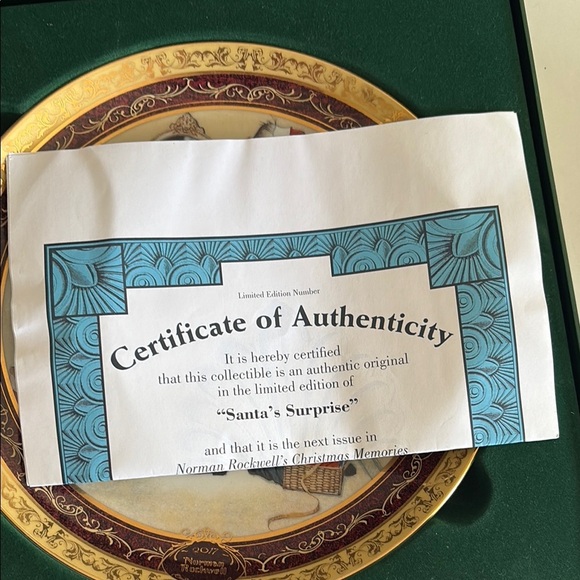 Limited Edition Number
Certificate of Authenticity
It is hereby certified
that this collectible is an authentic original
in the limited edition of
“Santa’s Surprise”
and that it is the next issue in
Norman Rockwell’s Christmas Memories
2017
Norman
Rockwell